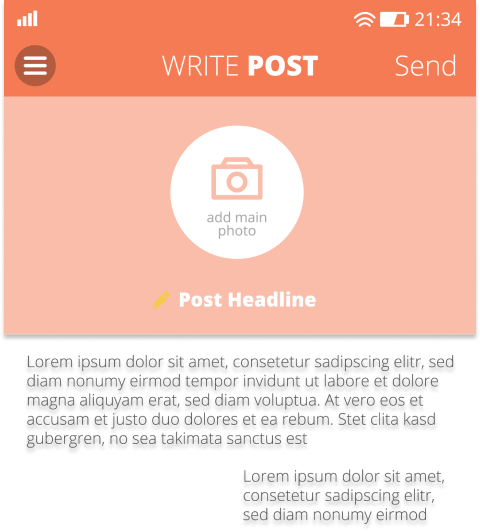 21:34
WRITE POST
Send
add main
photo
Post Headline
Lorem ipsum dolor sit amet, consetetur sadipscing elitr, sed
diam nonumy eirmod tempor invidunt ut labore et dolore
magna aliquyam erat, sed diam voluptua. At vero eos et
accusam et justo duo dolores et ea rebum. Stet clita kasd
gubergren, no sea takimata sanctus est
Lorem ipsum dolor sit amet,
consetetur sadipscing elitr,
sed diam nonumy eirmod